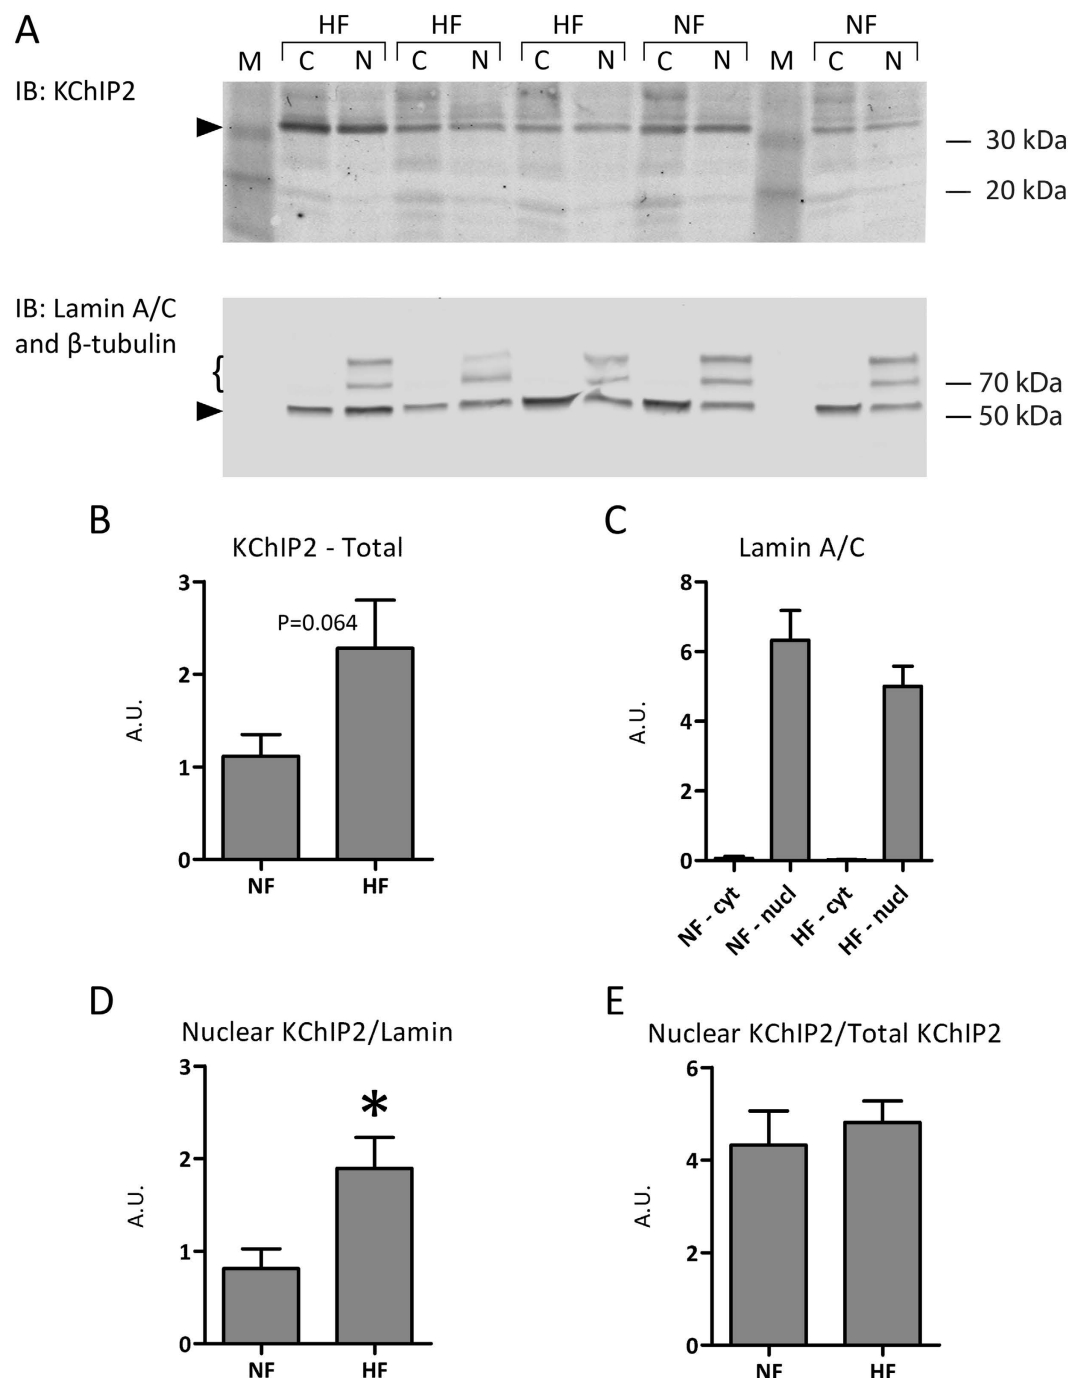 A
HF HF HF NF NF
M C N C N C N C N M C N
IB: KChIP2
30 kDa
20 kDa
IB: Lamin A/C
and β-tubulin
{
70 kDa
50 kDa
B
KChIP2 - Total
3
P=0.064
2
A.U.
1
0
NF HF
C
Lamin A/C
8
6
A.U.
4
2
0
NF - cyt NF - nucl HF - cyt HF - nucl
D
Nuclear KChIP2/Lamin
3
*
2
A.U.
1
0
NF HF
E
Nuclear KChIP2/Total KChIP2
6
4
A.U.
2
0
NF HF